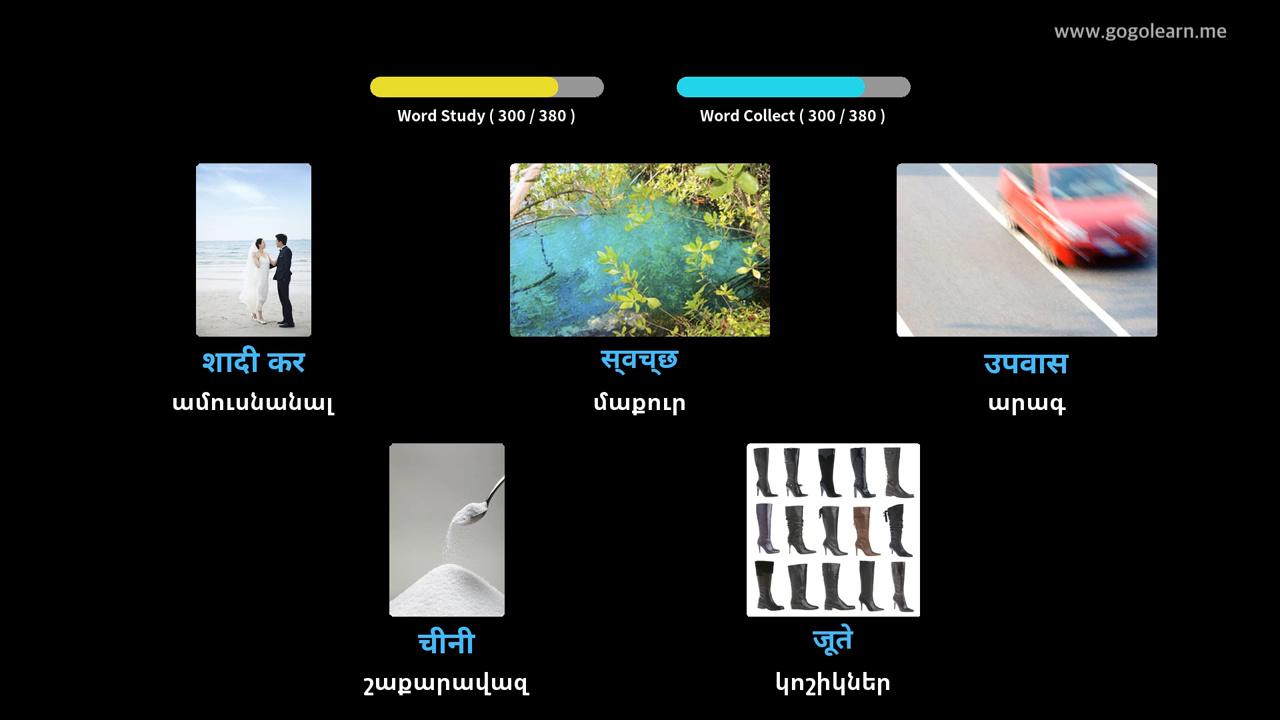 www.gogolearn.me
Word Study ( 300 / 380 )
Word Collect ( 300 / 380 )
शादी कर
ամուսնանալ
स्‌वच्‌छ
մաքուր
उपवास
արագ
चीनी
շաքարավազ
जूते
կոշիկներ